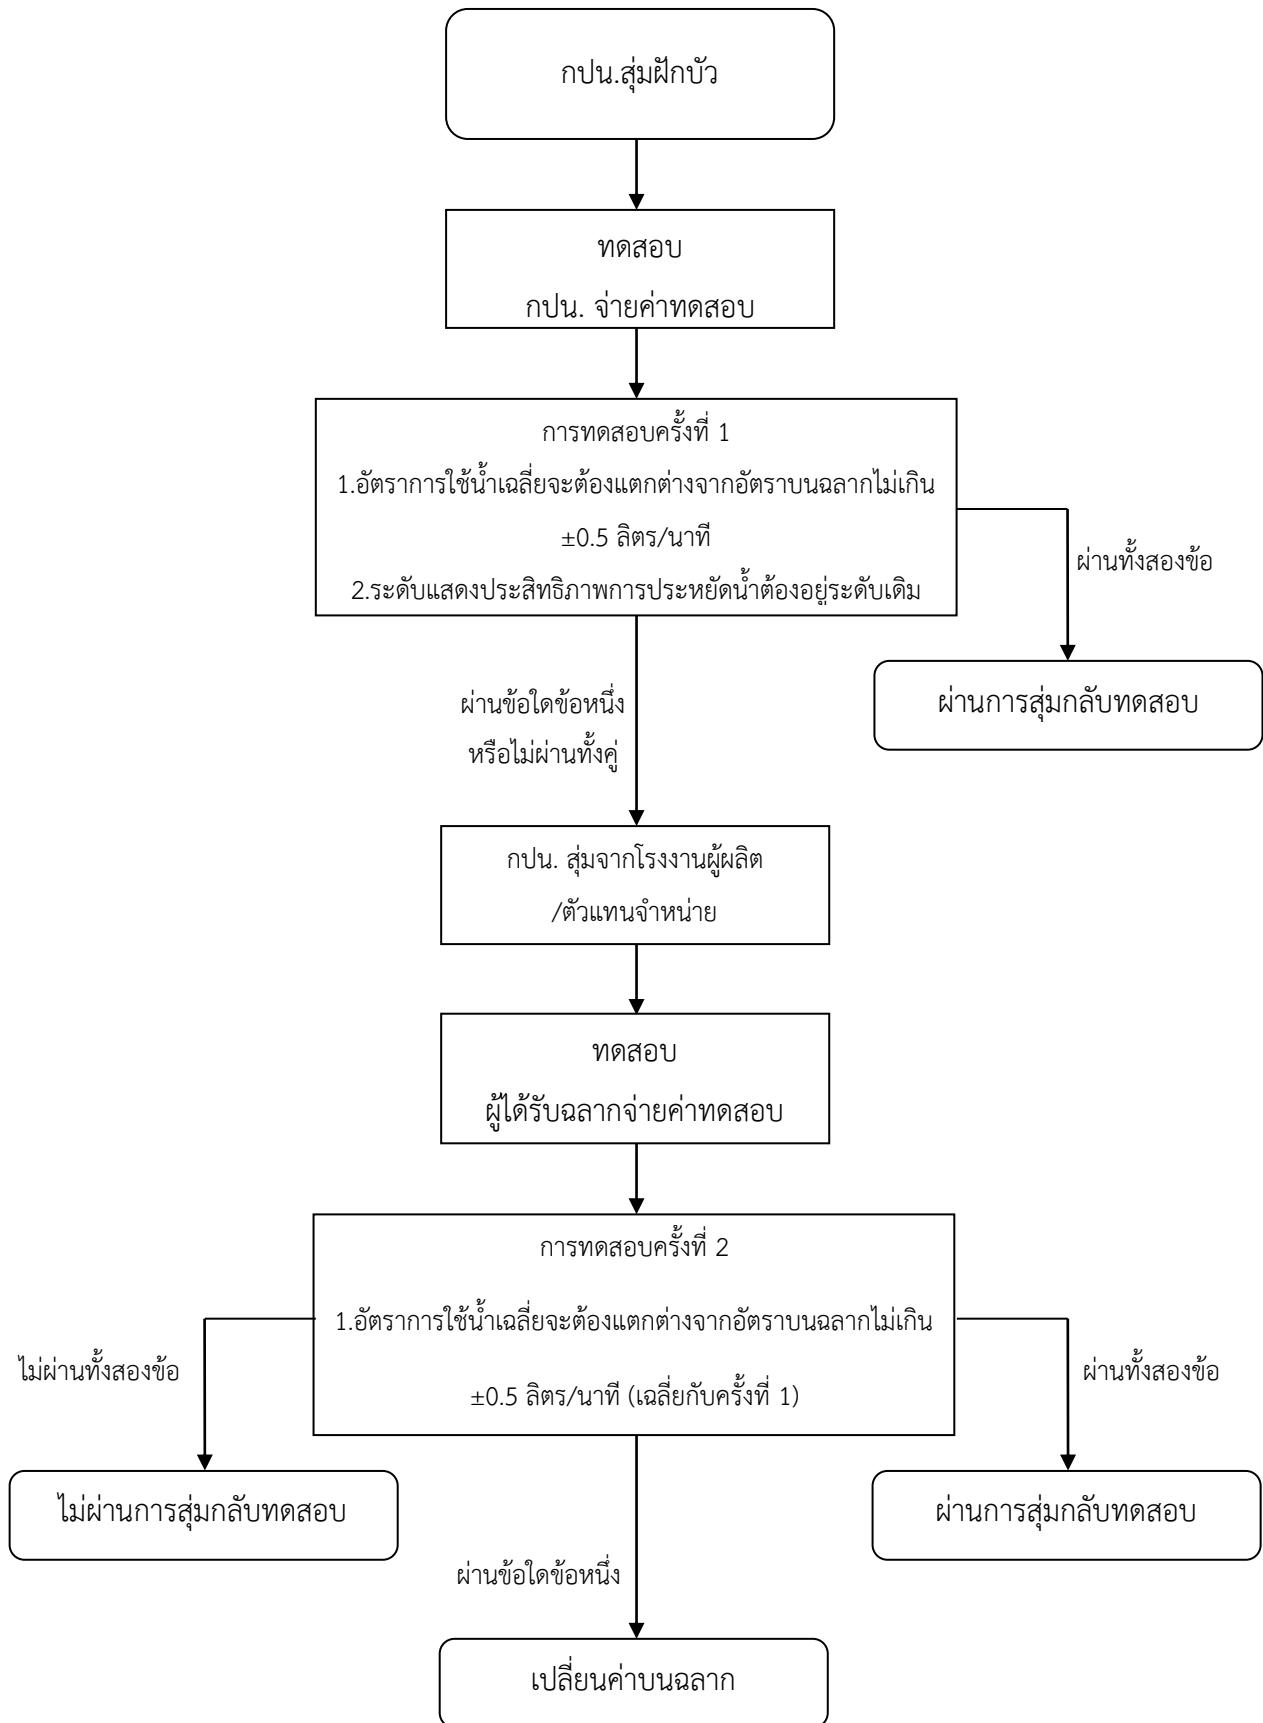 กปน.สุ่มฝักบัว
ทดสอบ
กปน. จ่ายค่าทดสอบ
การทดสอบครั้งที่ 1
1.อัตราการใช้น้ำเฉลี่ยจะต้องแตกต่างจากอัตราบนฉลากไม่เกิน
±0.5 ลิตร/นาที
2.ระดับแสดงประสิทธิภาพการประหยัดน้ำต้องอยู่ระดับเดิม
ผ่านทั้งสองข้อ
ผ่านการสุ่มกลับทดสอบ
ผ่านข้อใดข้อหนึ่ง
หรือไม่ผ่านทั้งคู่
กปน. สุ่มจากโรงงานผู้ผลิต
/ตัวแทนจำหน่าย
ทดสอบ
ผู้ได้รับฉลากจ่ายค่าทดสอบ
การทดสอบครั้งที่ 2
1.อัตราการใช้น้ำเฉลี่ยจะต้องแตกต่างจากอัตราบนฉลากไม่เกิน
±0.5 ลิตร/นาที (เฉลี่ยกับครั้งที่ 1)
ไม่ผ่านทั้งสองข้อ
ผ่านทั้งสองข้อ
ไม่ผ่านการสุ่มกลับทดสอบ
ผ่านการสุ่มกลับทดสอบ
ผ่านข้อใดข้อหนึ่ง
เปลี่ยนค่าบนฉลาก